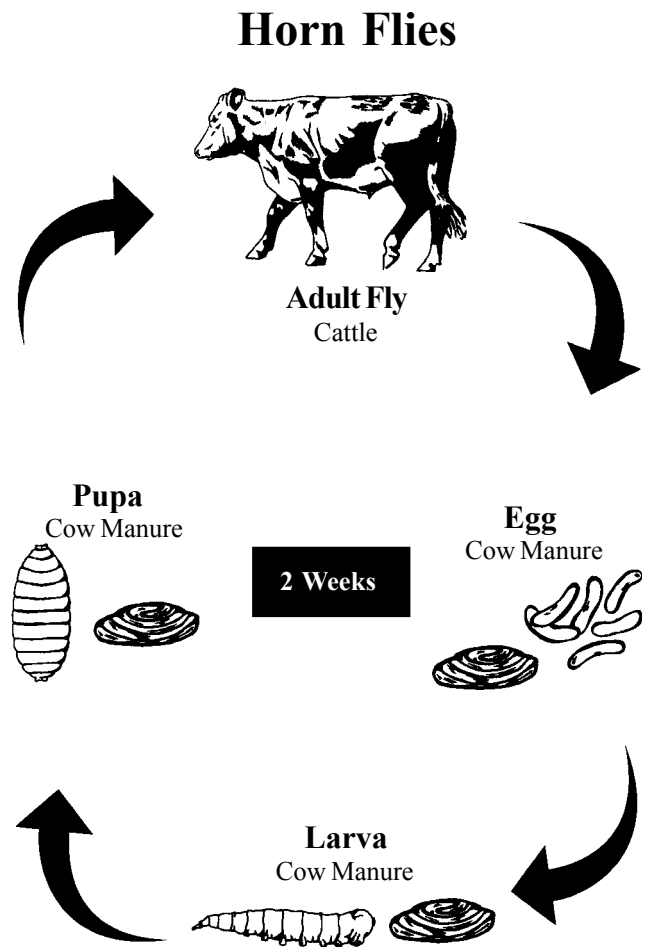 Horn Flies
Adult Fly
Cattle
Pupa
Cow Manure
Egg
Cow Manure
2 Weeks
Larva
Cow Manure